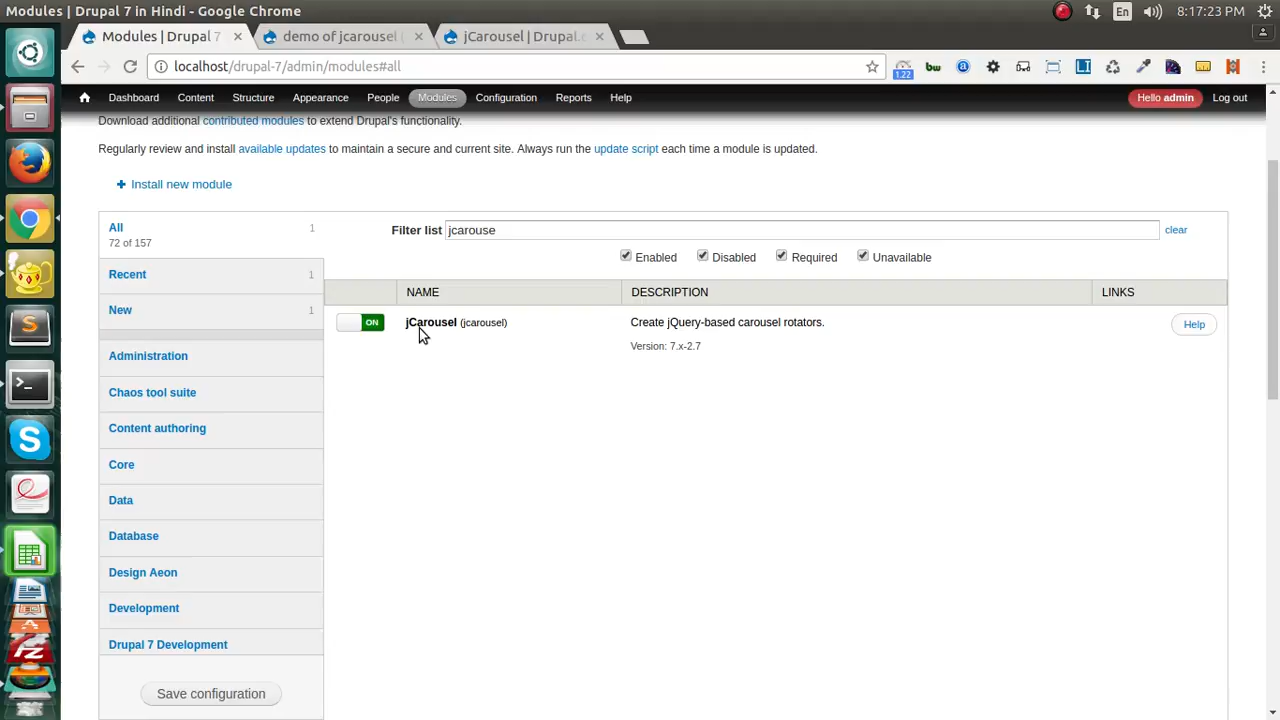 Modules | Drupal 7 in Hindi - Google Chrome
En
8:17:23 PM
Modules | Drupal 7
demo of jcarousel
jCarousel | Drupal.
localhost/drupal-7/admin/modules#all
1.22
bw
Dashboard Content Structure Appearance People Modules Configuration Reports Help
Hello admin Log out
Download additional contributed modules to extend Drupal's functionality.
Regularly review and install available updates to maintain a secure and current site. Always run the update script each time a module is updated.
Install new module
All 1
72 of 157
Filter list jcarouse clear
Enabled Disabled Required Unavailable
Recent 1
New 1
NAME DESCRIPTION LINKS
ON jCarousel (jcarousel) Create jQuery-based carousel rotators. Help
Version: 7.x-2.7
Administration
Chaos tool suite
Content authoring
Core
Data
Database
Design Aeon
Development
Drupal 7 Development
Save configuration